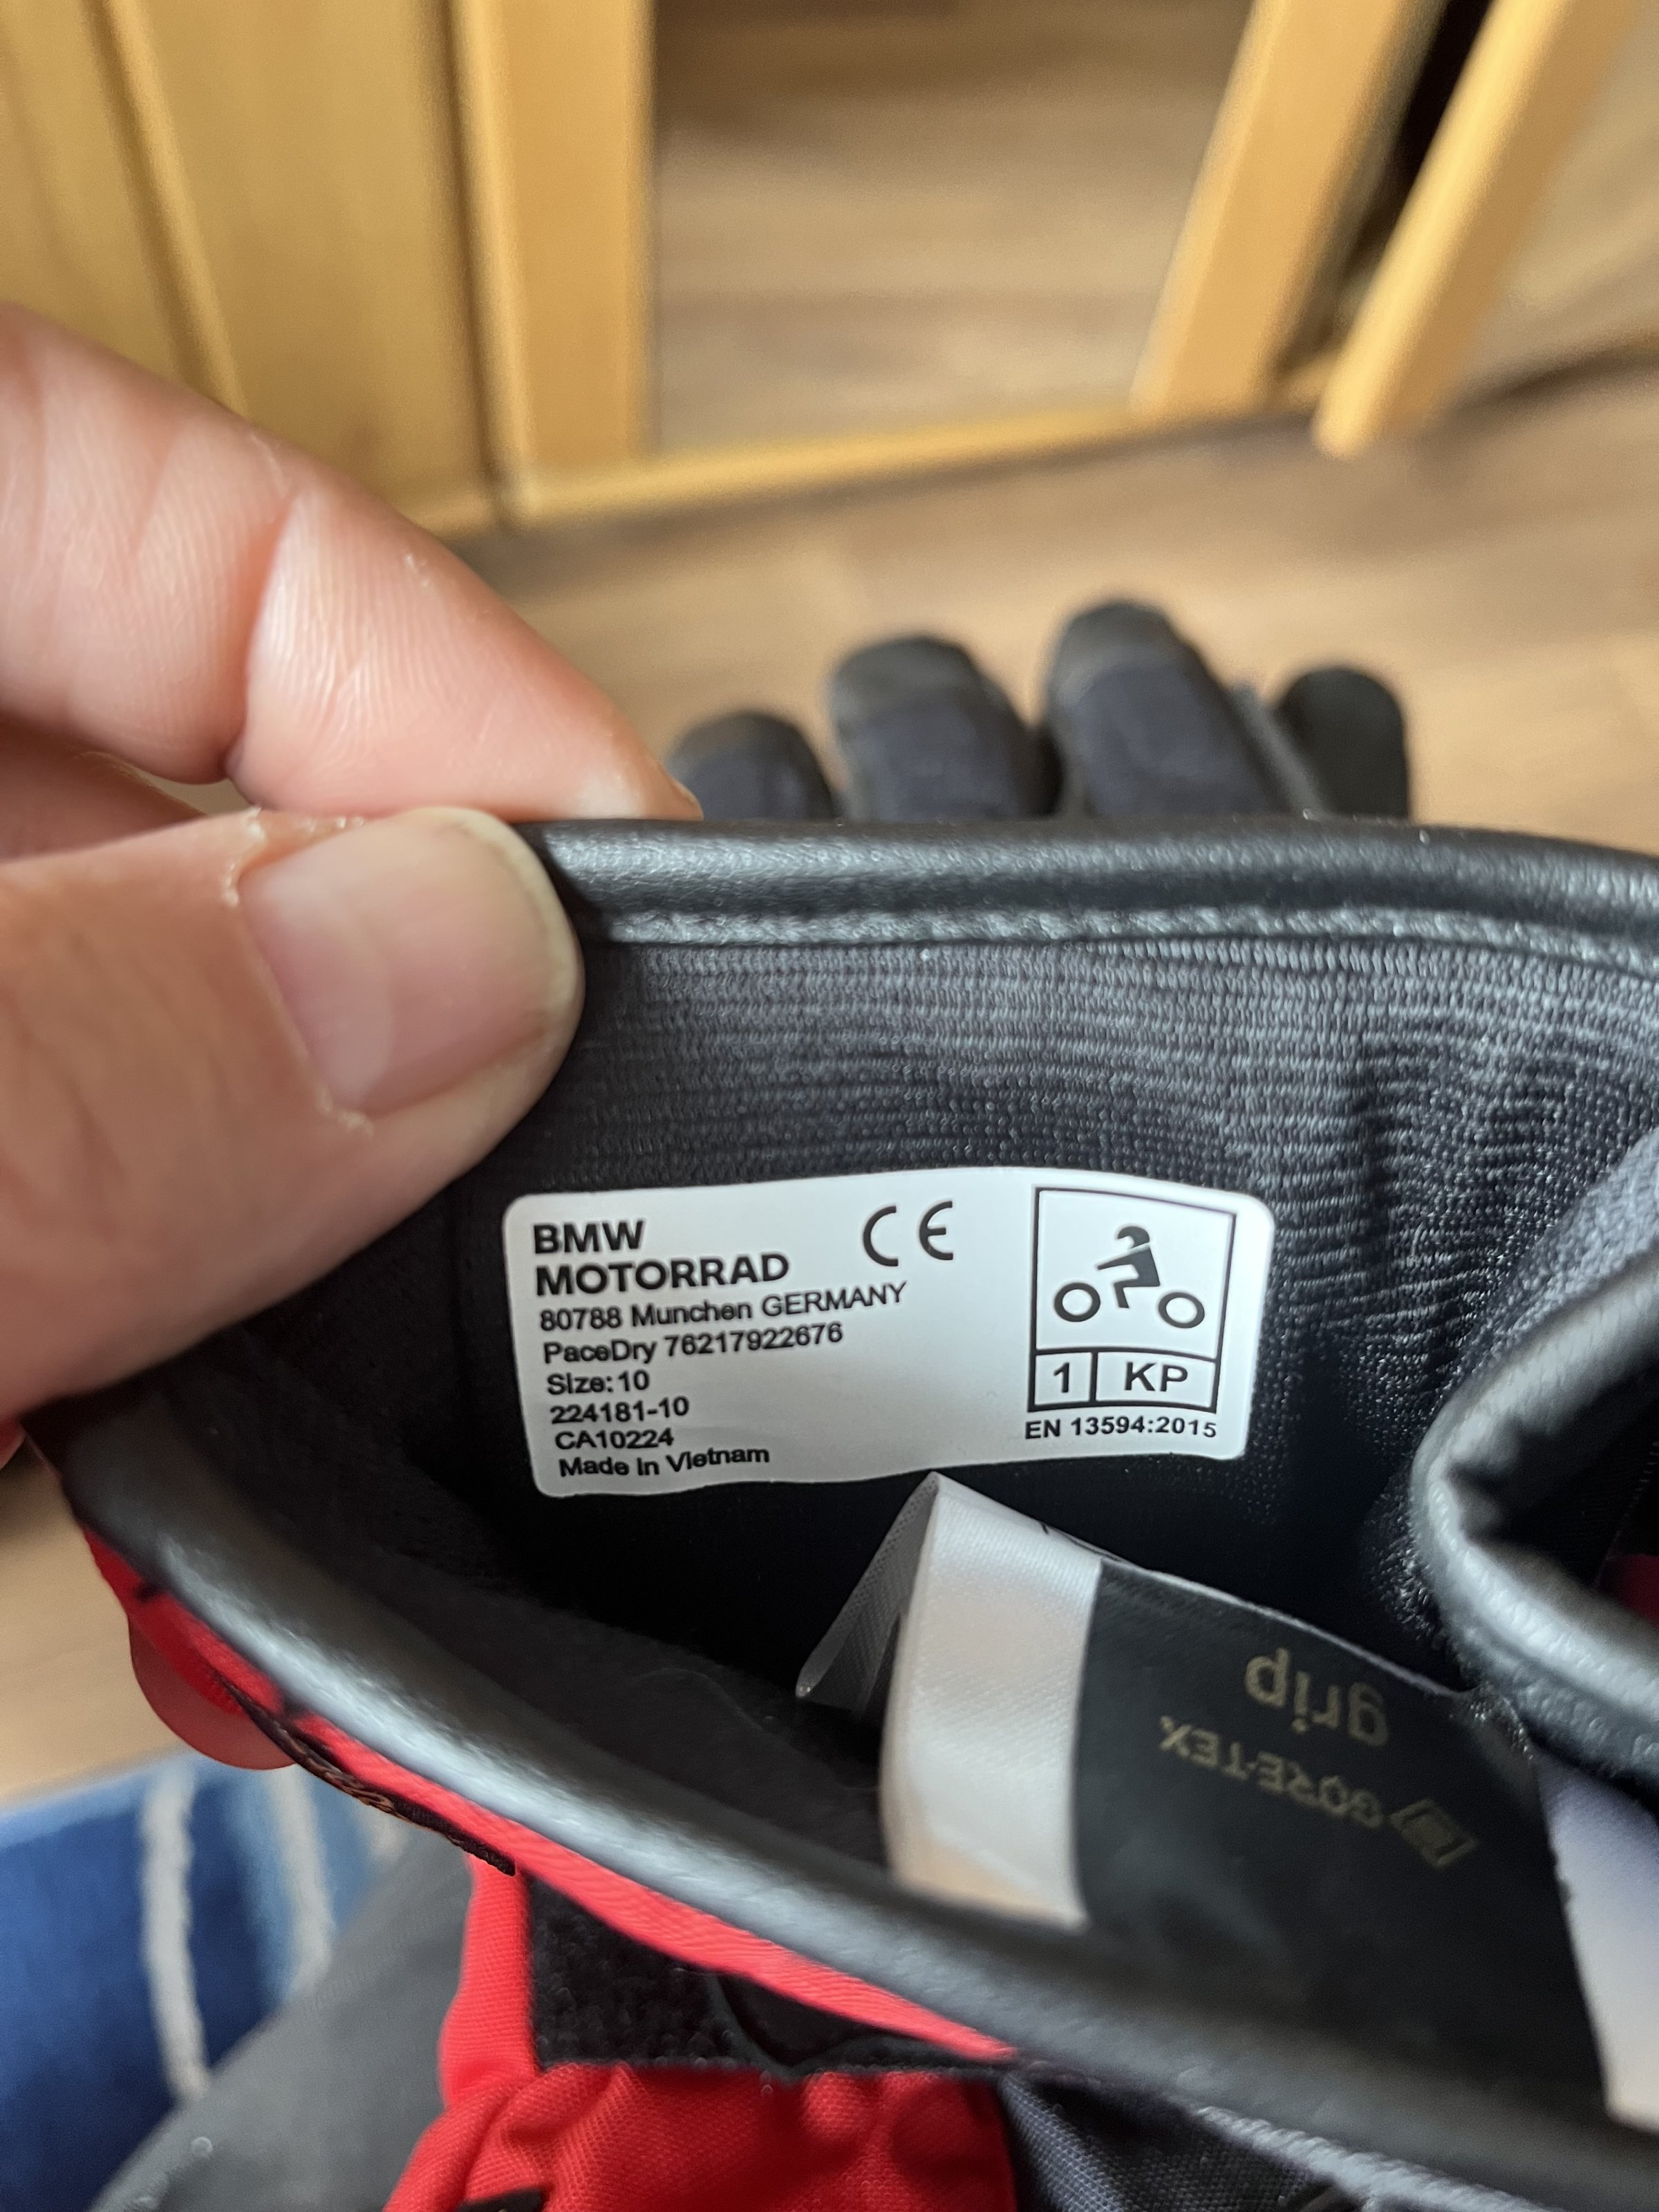 BMW
MOTORRAD
CE
80788 Munchen GERMANY
PaceDry 76217922676
Size: 10
224181-10
CA10224
Made in Vietnam
1 KP
EN 13594:2015
GORE-TEX
grip